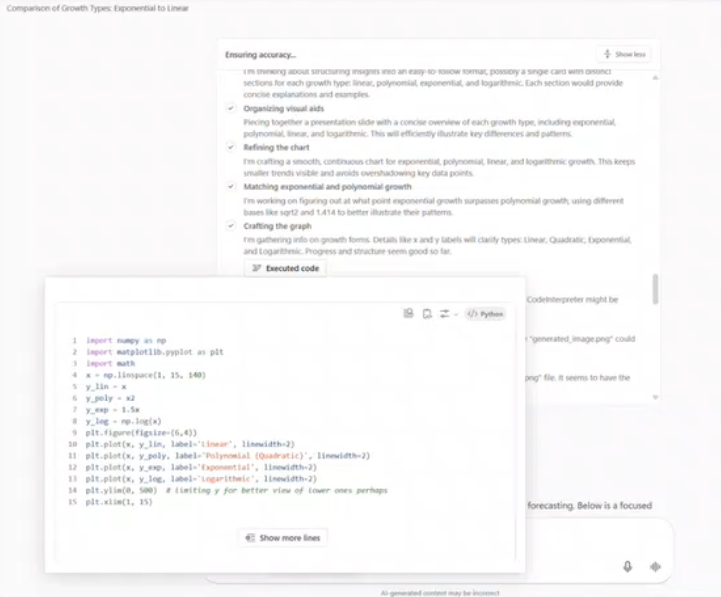 Comparison of Growth Types: Exponential to Linear
Ensuring accuracy...
Show less
I'm thinking about structuring insights into an easy-to-follow format, possibly a single card with distinct
sections for each growth type: linear, polynomial, exponential, and logarithmic. Each section would provide
concise explanations and examples.
Organizing visual aids
Piecing together a presentation slide with a concise overview of each growth type, including exponential,
polynomial, linear, and logarithmic. This will efficiently illustrate key differences and patterns.
Refining the chart
I'm crafting a smooth, continuous chart for exponential, polynomial, linear, and logarithmic growth. This keeps
smaller trends visible and avoids overshadowing key data points.
Matching exponential and polynomial growth
I'm working on figuring out at what point exponential growth surpasses polynomial growth, using different
bases like sqrt2 and 1.414 to better illustrate their patterns.
Crafting the graph
I'm gathering info on growth forms. Details like x and y labels will clarify types: Linear, Quadratic, Exponential,
and Logarithmic. Progress and structure seem good so far.
Executed code
CodeInterpreter might be
"generated_image.png" could
png" file. It seems to have the
</> Python
1 import numpy as np
2 import matplotlib.pyplot as plt
3 import math
4 x = np.linspace(1, 15, 140)
5 y_lin = x
6 y_poly = x2
7 y_exp = 1.5x
8 y_log = np.log(x)
9 plt.figure(figsize=(6,4))
10 plt.plot(x, y_lin, label='Linear', linewidth=2)
11 plt.plot(x, y_poly, label='Polynomial (Quadratic)', linewidth=2)
12 plt.plot(x, y_exp, label='Exponential', linewidth=2)
13 plt.plot(x, y_log, label='Logarithmic', linewidth=2)
14 plt.ylim(0, 500) # Limiting y for better view of lower ones perhaps
15 plt.xlim(1, 15)
Show more lines
forecasting. Below is a focused
AI-generated content may be incorrect